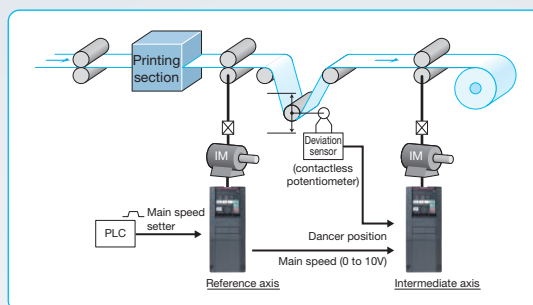 Printing
section
IM
Deviation
sensor
(contactless
potentiometer)
IM
PLC
Main speed
setter
Dancer position
Main speed (0 to 10V)
Reference axis
Intermediate axis